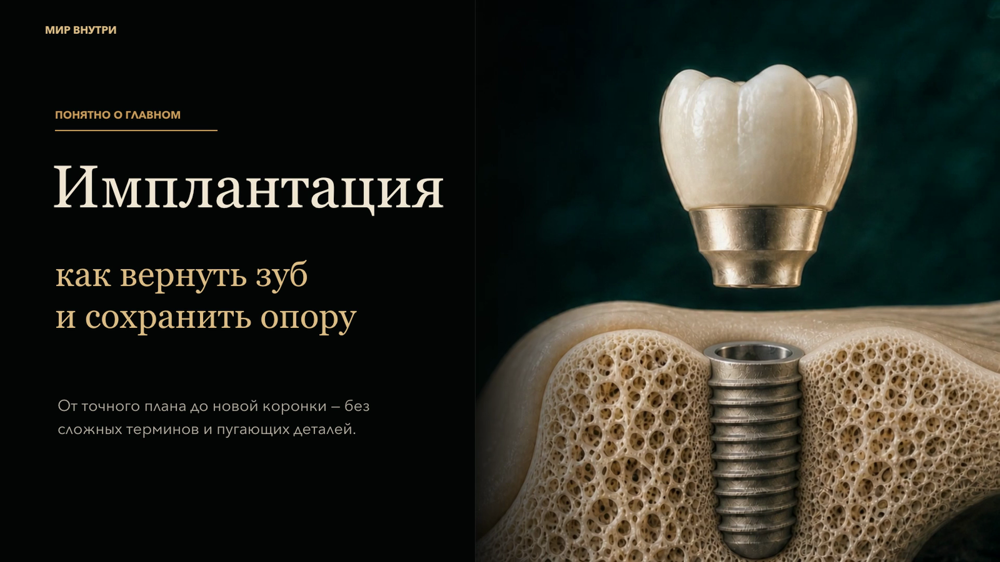 МИР ВНУТРИ
ПОНЯТНО О ГЛАВНОМ
Имплантация
как вернуть зуб
и сохранить опору
От точного плана до новой коронки — без
сложных терминов и пугающих деталей.